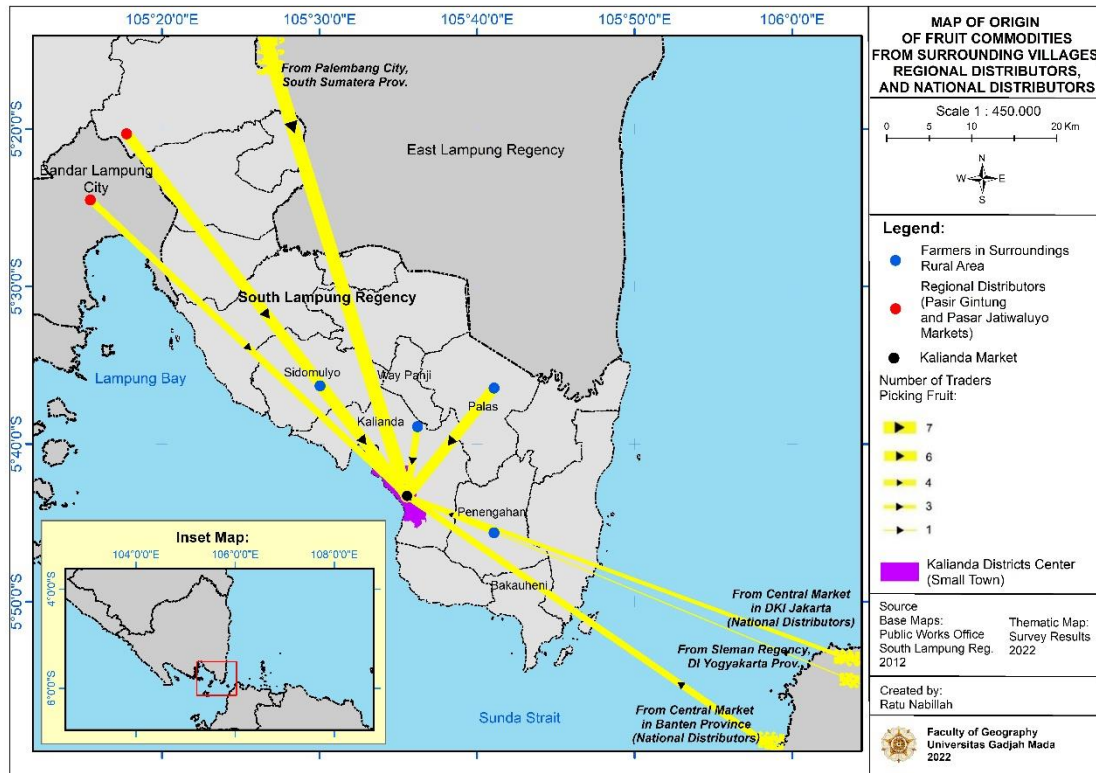 105°20'0"E
105°30'0"E
105°40'0"E
105°50'0"E
106°0'0"E
5°20'0"S
5°30'0"S
5°40'0"S
5°50'0"S
From Palembang City,
South Sumatera Prov.
East Lampung Regency
Bandar Lampung
City
South Lampung Regency
Lampung Bay
Sidomulyo
Way Panji
Kalianda
Palas
Penengahan
Bakauheni
From Central Market
in DKI Jakarta
(National Distributors)
From Sleman Regency,
DI Yogyakarta Prov.,
From Central Market
in Banten Province
(National Distributors)
Sunda Strait
Inset Map:
104°0'0"E
106°0'0"E
108°0'0"E
4°0'0"S
6°0'0"S
MAP OF ORIGIN
OF FRUIT COMMODITIES
FROM SURROUNDING VILLAGES
REGIONAL DISTRIBUTORS,
AND NATIONAL DISTRIBUTORS
Scale 1 : 450.000
0 5 10 20 Km
N
W E
S
Legend:
Farmers in Surroundings
Rural Area
Regional Distributors
(Pasir Gintung
and Pasar Jatiwaluyo
Markets)
Kalianda Market
Number of Traders
Picking Fruit:
7
6
4
3
1
Kalianda Districts Center
(Small Town)
Source
Base Maps:
Public Works Office
South Lampung Reg.
2012
Thematic Map:
Survey Results
2022
Created by:
Ratu Nabillah
Faculty of Geography
Universitas Gadjah Mada
2022